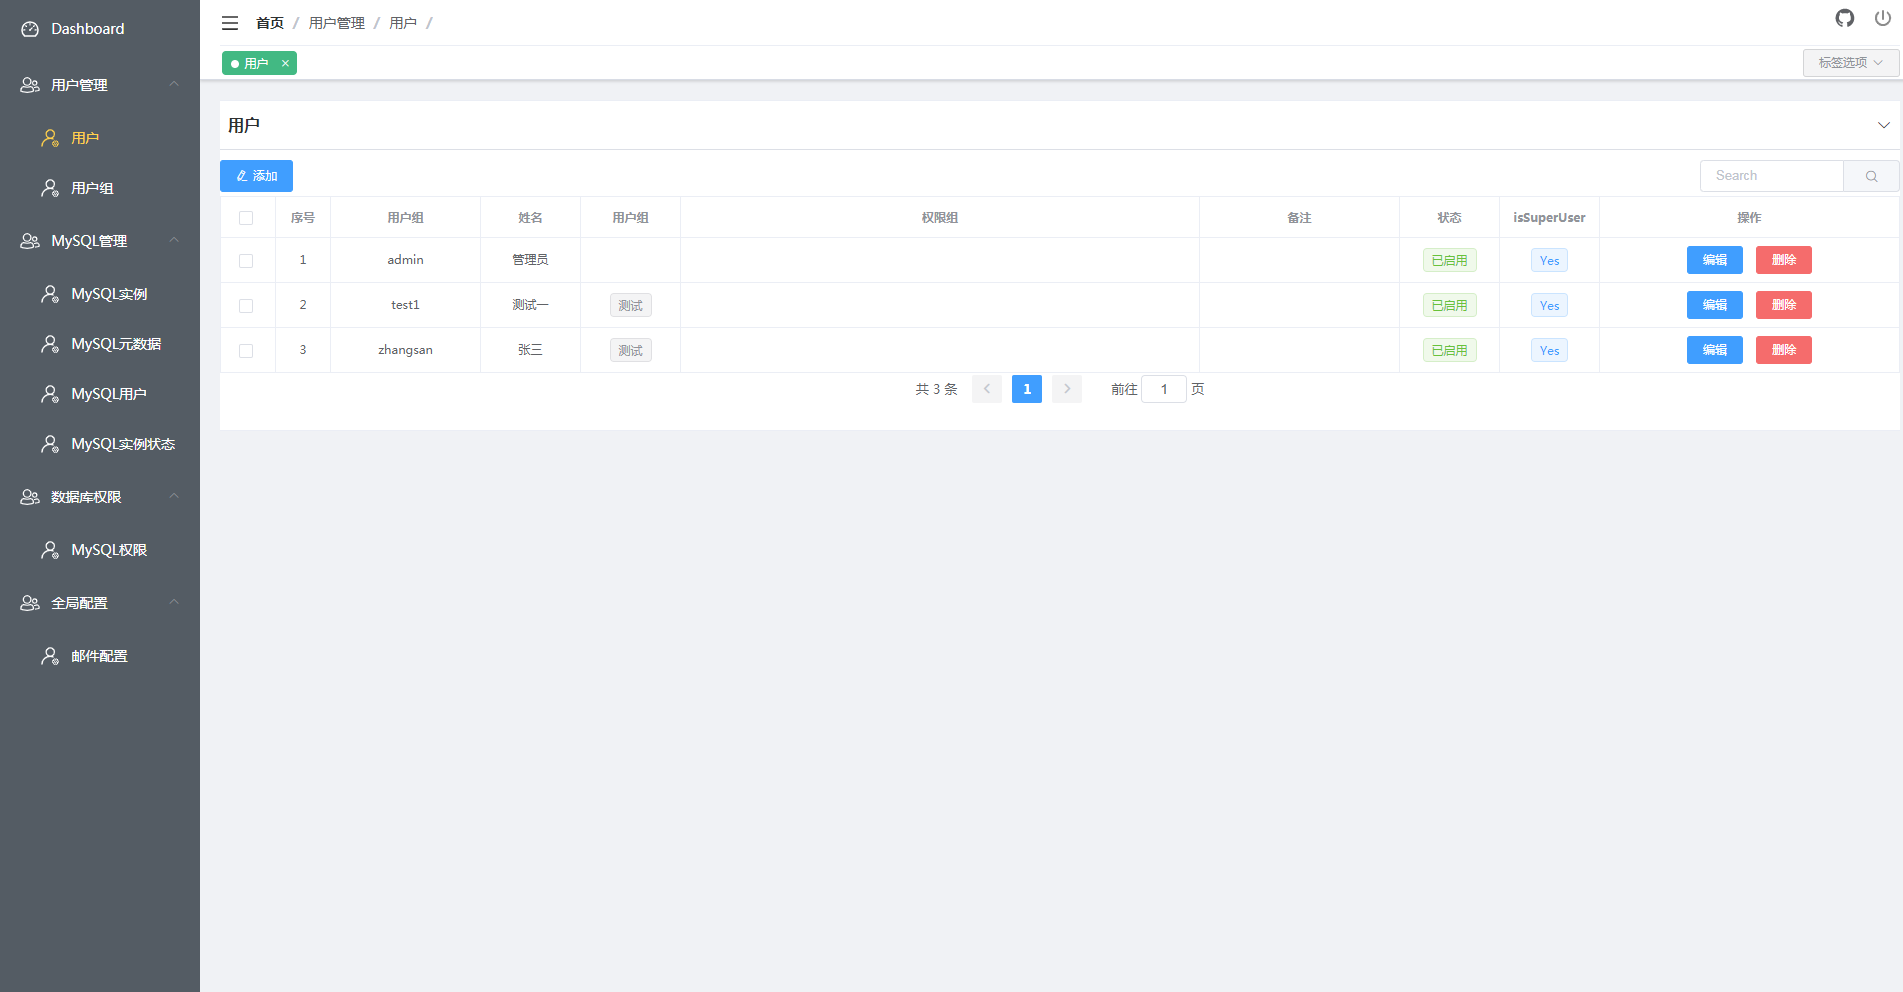 Dashboard
用户管理
用户
用户组
MySQL管理
MySQL实例
MySQL元数据
MySQL用户
MySQL实例状态
数据库权限
MySQL权限
全局配置
邮件配置
首页 / 用户管理 / 用户 /
用户 ×
标签选项
用户
添加
Search
序号 用户组 姓名 用户组 权限组 备注 状态 isSuperUser 操作
1 admin 管理员 已启用 Yes 编辑 删除
2 test1 测试一 测试 已启用 Yes 编辑 删除
3 zhangsan 张三 测试 已启用 Yes 编辑 删除
共 3 条 < 1 > 前往 1 页